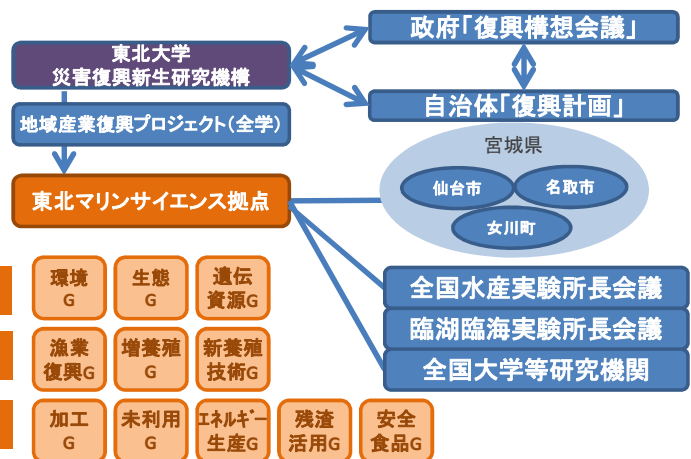 東北大学
災害復興新生研究機構
政府「復興構想会議」
自治体「復興計画」
地域産業復興プロジェクト(全学)
東北マリンサイエンス拠点
宮城県
仙台市
名取市
女川町
全国水産実験所長会議
臨湖臨海実験所長会議
全国大学等研究機関
環境
G
生態
G
遺伝
資源G
漁業
復興G
増養殖
G
新養殖
技術G
加工
G
未利用
G
エネルギー
生産G
残渣
活用G
安全
食品G